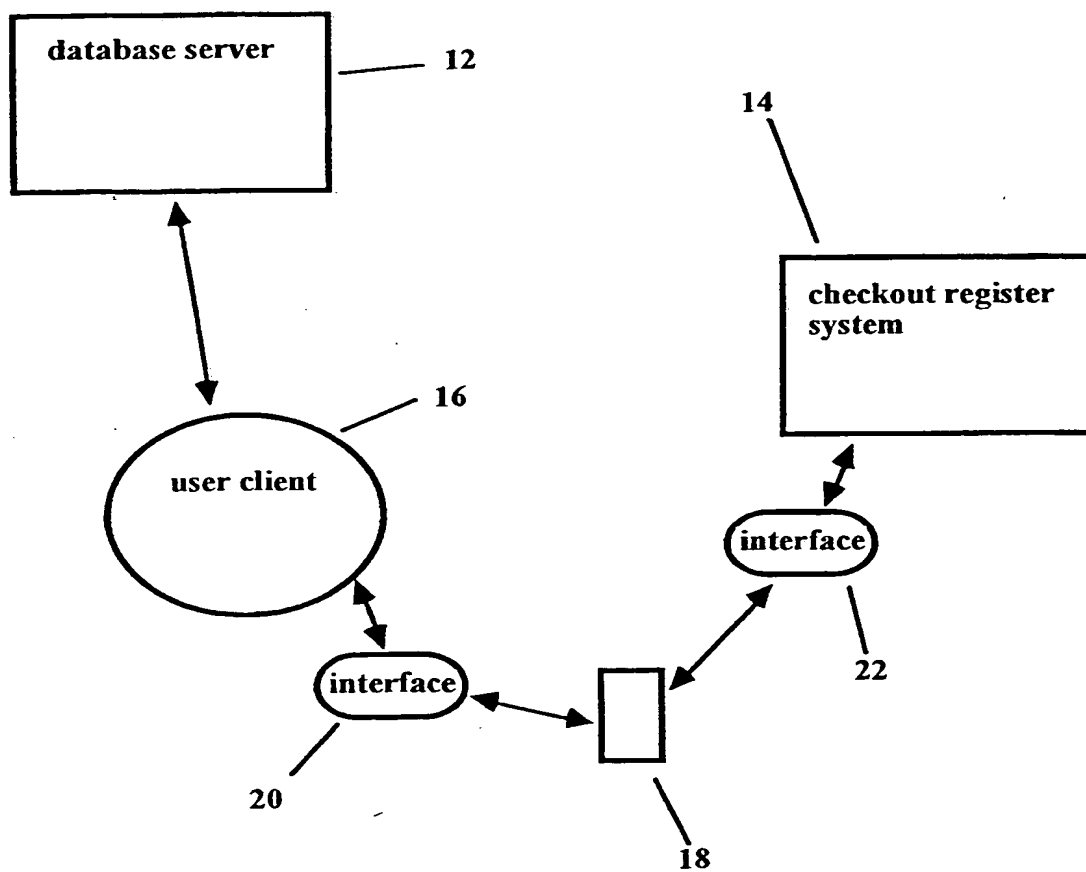 database server
12
14
checkout register
system
16
user client
interface
22
interface
20
18